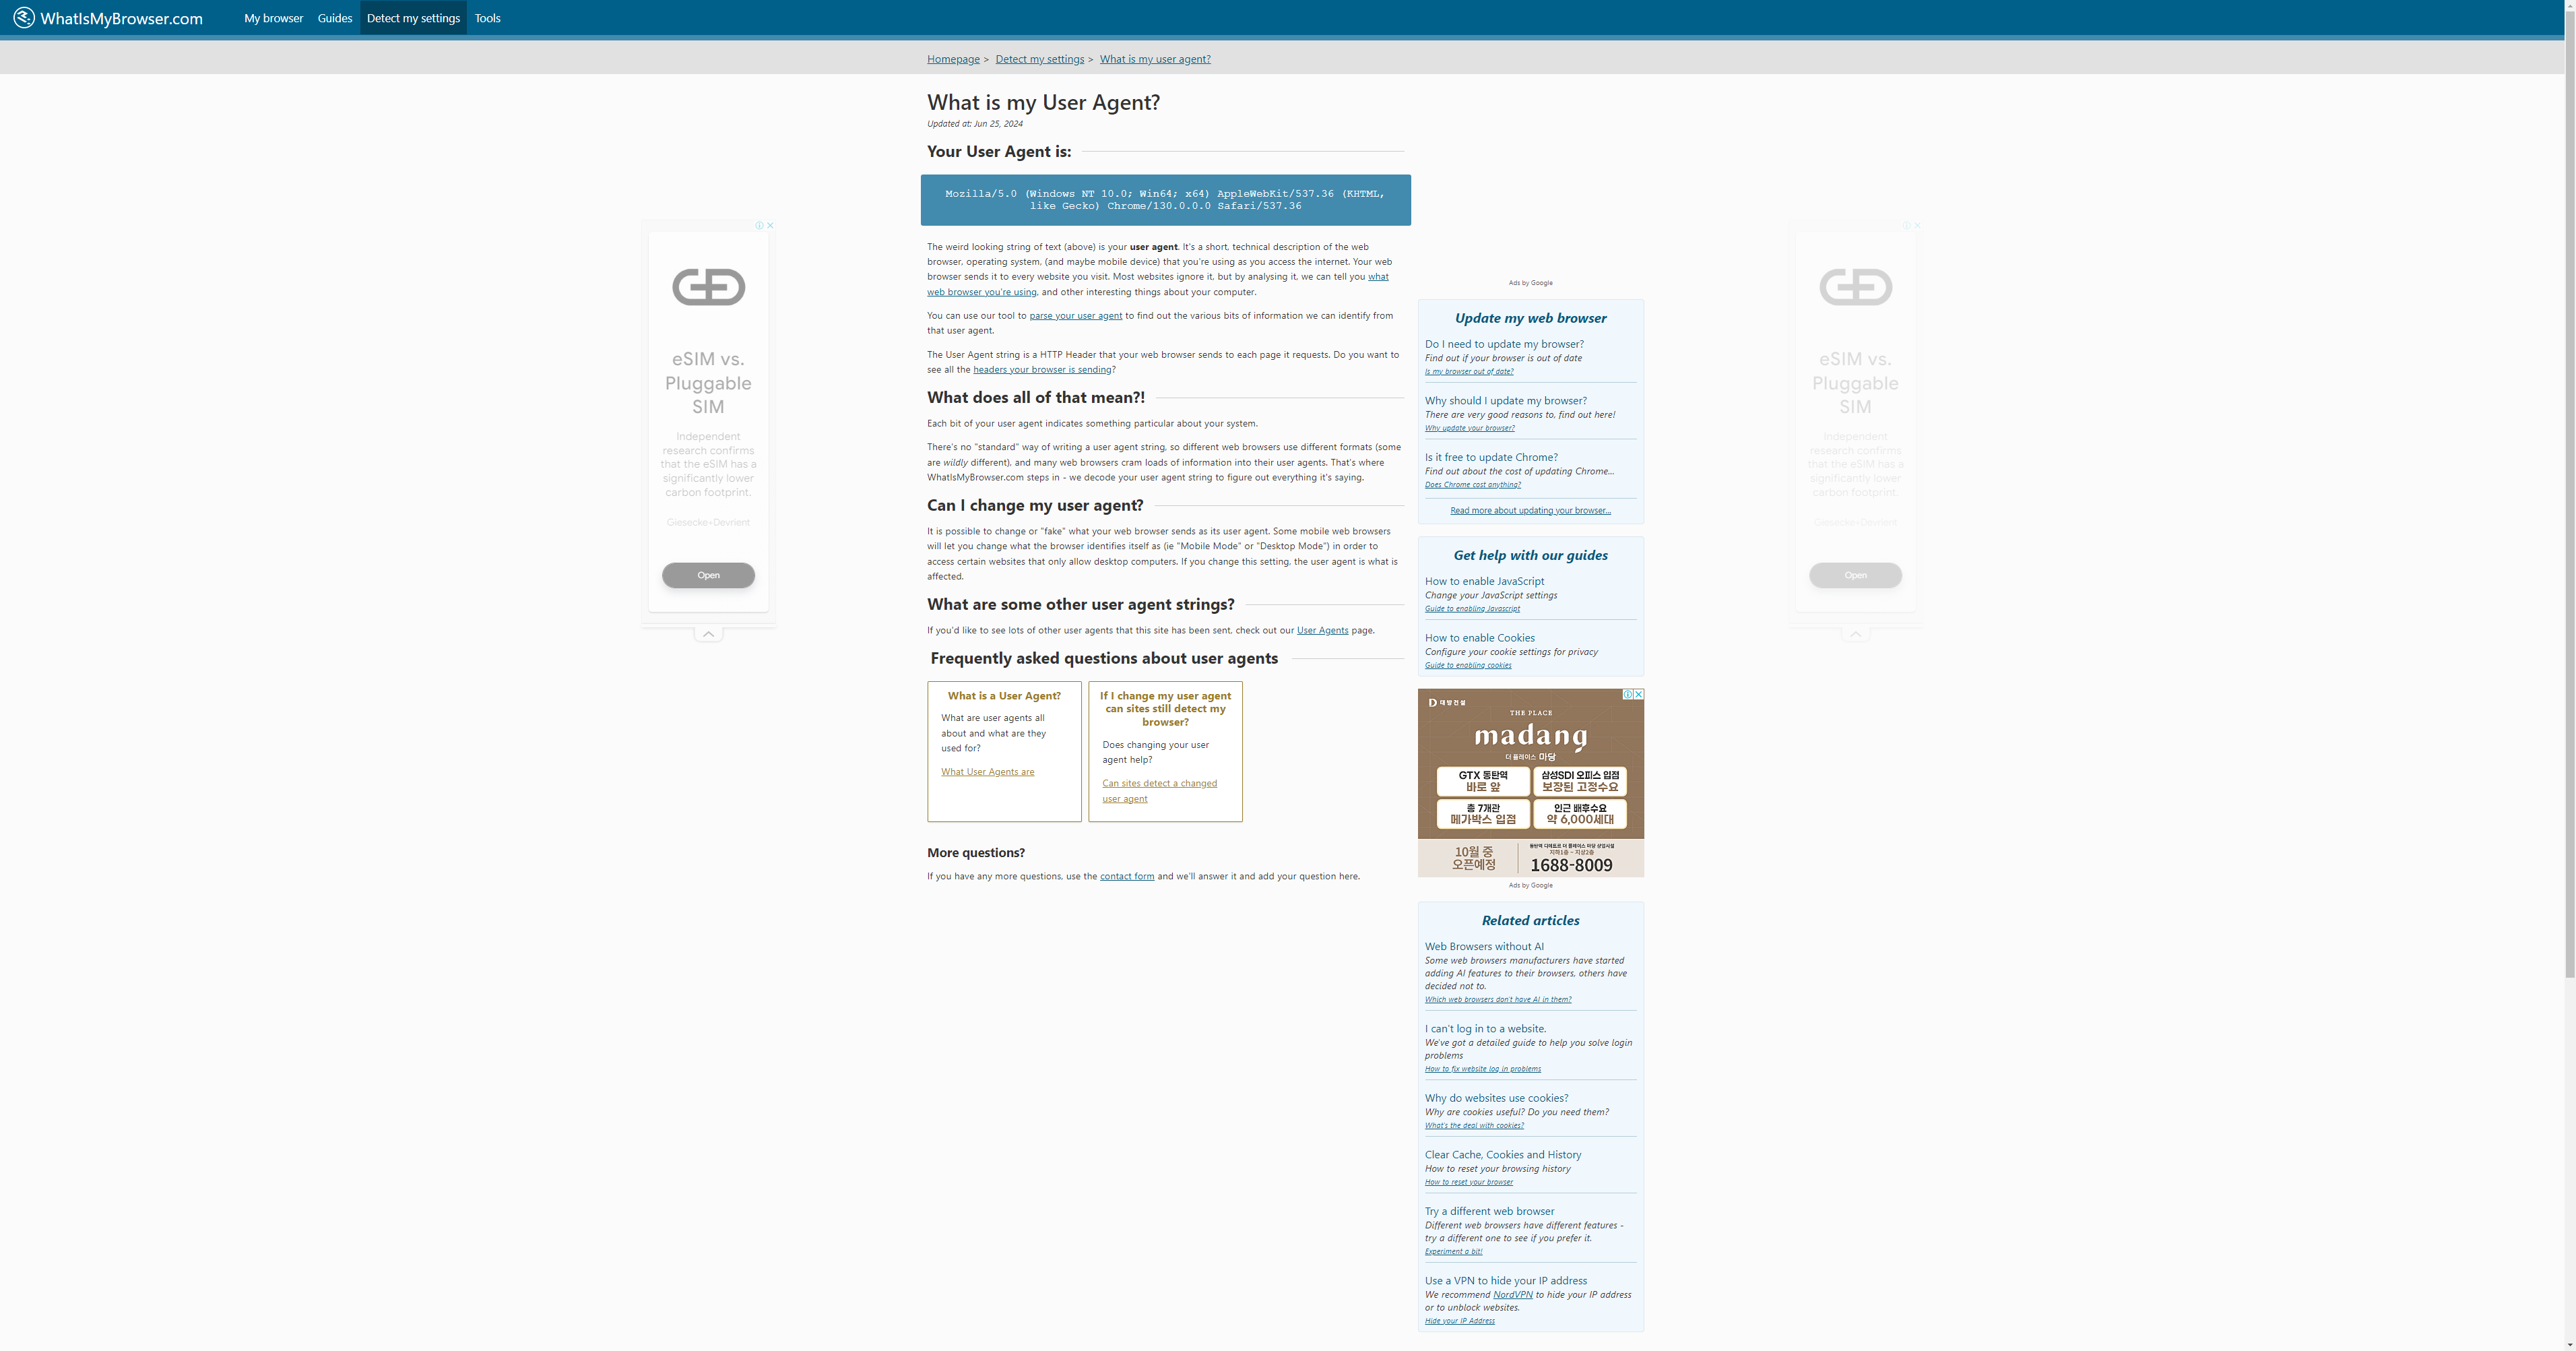 WhatIsMyBrowser.com
My browser
Guides
Detect my settings
Tools
Homepage > Detect my settings > What is my user agent?
What is my User Agent?
Updated at: Jun 25, 2024
Your User Agent is:
Mozilla/5.0 (Windows NT 10.0; Win64; x64) AppleWebKit/537.36 (KHTML,
like Gecko) Chrome/130.0.0.0 Safari/537.36
The weird looking string of text (above) is your user agent. It's a short, technical description of the web
browser, operating system, (and maybe mobile device) that you're using as you access the internet. Your web
browser sends it to every website you visit. Most websites ignore it, but by analysing it, we can tell you what
web browser you're using, and other interesting things about your computer.
You can use our tool to parse your user agent to find out the various bits of information we can identify from
that user agent.
The User Agent string is a HTTP Header that your web browser sends to each page it requests. Do you want to
see all the headers your browser is sending?
What does all of that mean?!
Each bit of your user agent indicates something particular about your system.
There's no "standard" way of writing a user agent string, so different web browsers use different formats (some
are wildly different), and many web browsers cram loads of information into their user agents. That's where
WhatIsMyBrowser.com steps in - we decode your user agent string to figure out everything it's saying.
Can I change my user agent?
It is possible to change or "fake" what your web browser sends as its user agent. Some mobile web browsers
will let you change what the browser identifies itself as (ie "Mobile Mode" or "Desktop Mode") in order to
access certain websites that only allow desktop computers. If you change this setting, the user agent is what is
affected.
What are some other user agent strings?
If you'd like to see lots of other user agents that this site has been sent, check out our User Agents page.
Frequently asked questions about user agents
What is a User Agent?
What are user agents all
about and what are they
used for?
What User Agents are
If I change my user agent
can sites still detect my
browser?
Does changing your user
agent help?
Can sites detect a changed
user agent
More questions?
If you have any more questions, use the contact form and we'll answer it and add your question here.
eSIM vs.
Pluggable
SIM
Independent
research confirms
that the eSIM has a
significantly lower
carbon footprint.
Giesecke+Devrient
Open
Ads by Google
Update my web browser
Do I need to update my browser?
Find out if your browser is out of date
Is my browser out of date?
Why should I update my browser?
There are very good reasons to, find out here!
Why update your browser?
Is it free to update Chrome?
Find out about the cost of updating Chrome...
Does Chrome cost anything?
Read more about updating your browser...
Get help with our guides
How to enable JavaScript
Change your JavaScript settings
Guide to enabling Javascript
How to enable Cookies
Configure your cookie settings for privacy
Guide to enabling cookies
D 대방건설
THE PLACE
madang
더 플레이스 마당
GTX 동탄역
바로 앞
삼성SDI 오피스 입점
보장된 고정수요
총 7개관
메가박스 입점
인근 배후수요
약 6,000세대
10월 중
오픈예정
동탄역 디에트르 더 플레이스 마당 상업시설
지하1층 ~ 지상2층
1688-8009
Ads by Google
Related articles
Web Browsers without AI
Some web browsers manufacturers have started
adding AI features to their browsers, others have
decided not to.
Which web browsers don't have AI in them?
I can't log in to a website.
We've got a detailed guide to help you solve login
problems
How to fix website log in problems
Why do websites use cookies?
Why are cookies useful? Do you need them?
What's the deal with cookies?
Clear Cache, Cookies and History
How to reset your browsing history
How to reset your browser
Try a different web browser
Different web browsers have different features -
try a different one to see if you prefer it.
Experiment a bit!
Use a VPN to hide your IP address
We recommend NordVPN to hide your IP address
or to unblock websites.
Hide your IP Address
eSIM vs.
Pluggable
SIM
Independent
research confirms
that the eSIM has a
significantly lower
carbon footprint.
Giesecke+Devrient
Open